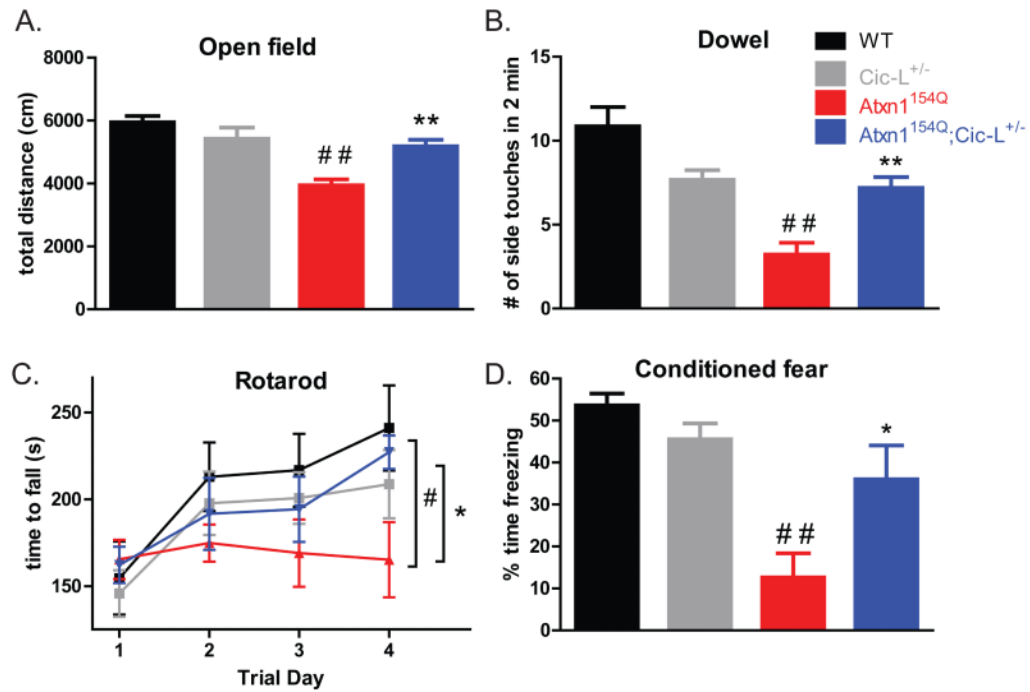 A.
Open field
total distance (cm)
8000
6000
4000
2000
0
##
**
B.
Dowel
# of side touches in 2 min
15
10
5
0
##
**
WT
Cic-L+/-
Atxn1154Q
Atxn1154Q;Cic-L+/-
C.
Rotarod
time to fall (s)
250
200
150
#
*
1 2 3 4
Trial Day
D.
Conditioned fear
% time freezing
60
50
40
30
20
10
0
##
*